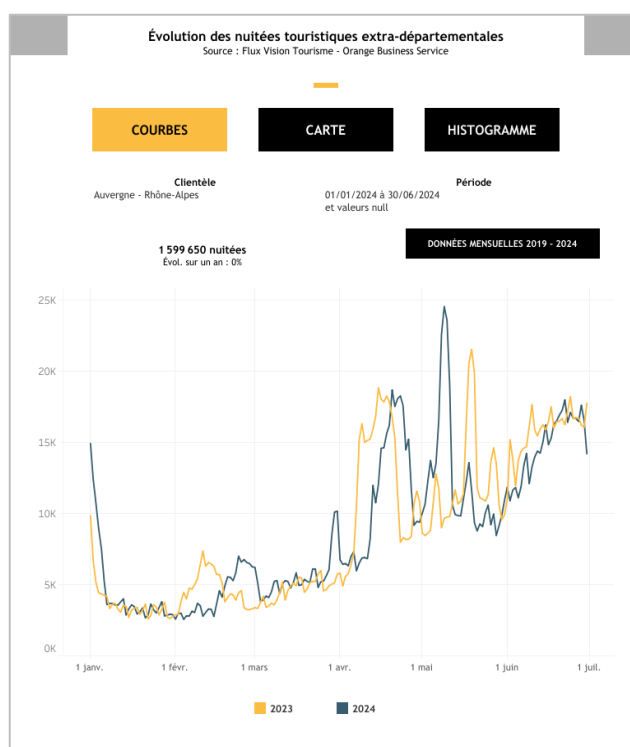 Évolution des nuitées touristiques extra-départementales
Source : Flux Vision Tourisme - Orange Business Service
COURBES
CARTE
HISTOGRAMME
Clientèle
Auvergne - Rhône-Alpes
Période
01/01/2024 à 30/06/2024
et valeurs null
1 599 650 nuitées
Évol. sur un an : 0%
DONNÉES MENSUELLES 2019 - 2024
25K
20K
15K
10K
5K
0K
1 janv.
1 févr.
1 mars
1 avr.
1 mai
1 juin
1 juil.
2023
2024